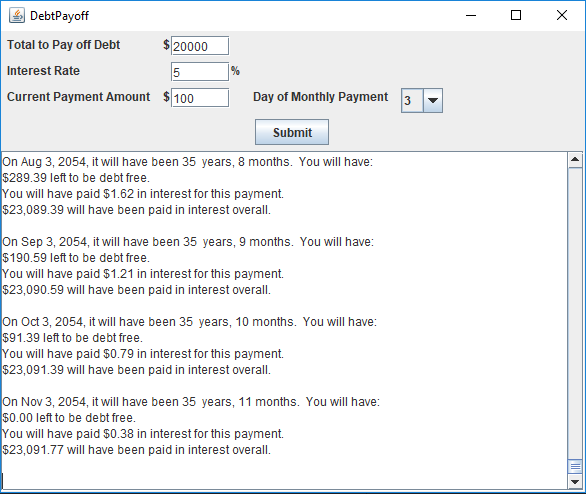 DebtPayoff
Total to Pay off Debt $ 20000
Interest Rate 5 %
Current Payment Amount $ 100 Day of Monthly Payment 3
Submit
On Aug 3, 2054, it will have been 35 years, 8 months. You will have:
$289.39 left to be debt free.
You will have paid $1.62 in interest for this payment.
$23,089.39 will have been paid in interest overall.
On Sep 3, 2054, it will have been 35 years, 9 months. You will have:
$190.59 left to be debt free.
You will have paid $1.21 in interest for this payment.
$23,090.59 will have been paid in interest overall.
On Oct 3, 2054, it will have been 35 years, 10 months. You will have:
$91.39 left to be debt free.
You will have paid $0.79 in interest for this payment.
$23,091.39 will have been paid in interest overall.
On Nov 3, 2054, it will have been 35 years, 11 months. You will have:
$0.00 left to be debt free.
You will have paid $0.38 in interest for this payment.
$23,091.77 will have been paid in interest overall.